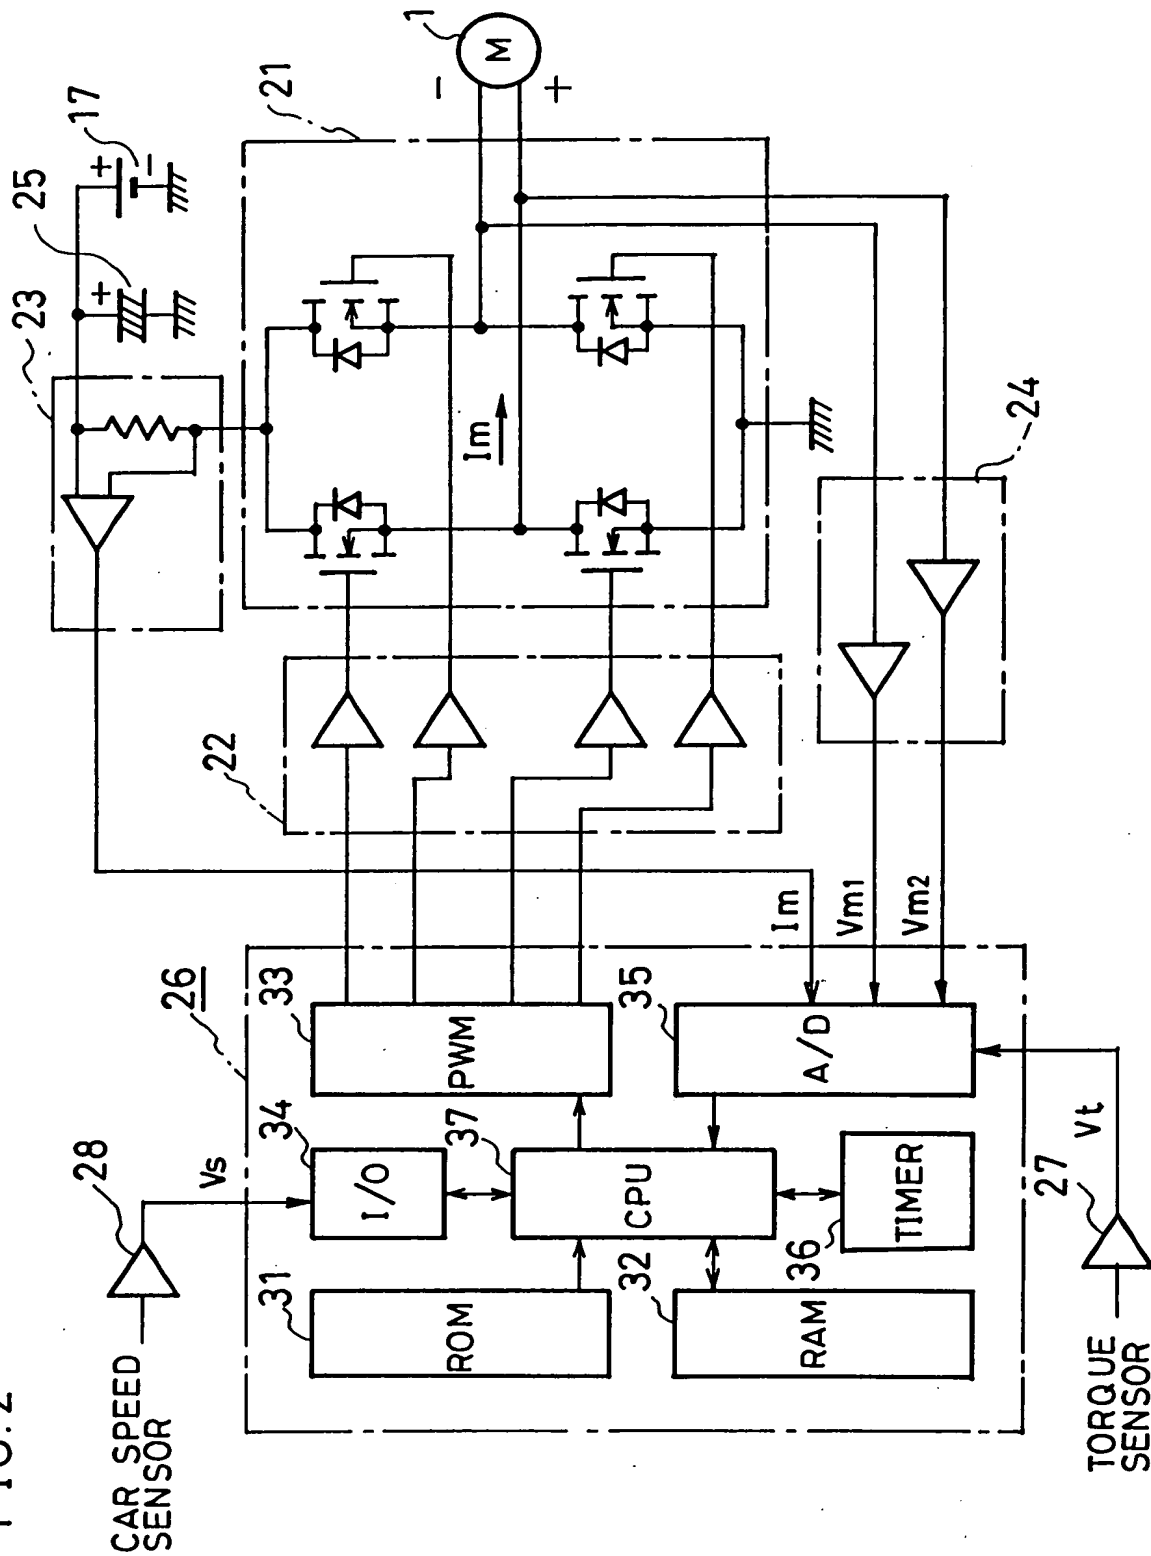 FIG. 2
CAR SPEED
SENSOR
28
Vs
26
31
ROM
34
I/O
33
PWM
37
CPU
32
RAM
36
TIMER
35
A/D
Im
Vm1
Vm2
TORQUE
SENSOR
27
Vt
22
23
25
+
17
+
−
21
Im
1
M
−
+
24